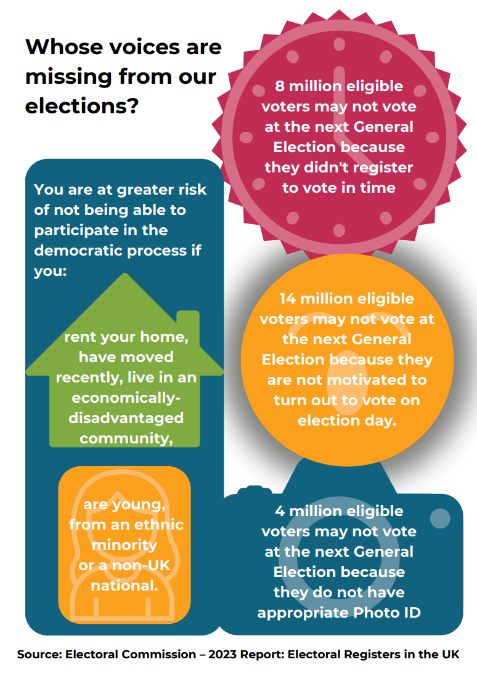 Whose voices are
missing from our
elections?
8 million eligible
voters may not vote
at the next General
Election because
they didn't register
to vote in time
You are at greater risk
of not being able to
participate in the
democratic process if
you:
rent your home,
have moved
recently, live in an
economically-
disadvantaged
community,
are young,
from an ethnic
minority
or a non-UK
national.
14 million eligible
voters may not vote at
the next General
Election because they
are not motivated to
turn out to vote on
election day.
4 million eligible
voters may not vote
at the next General
Election because
they do not have
appropriate Photo ID
Source: Electoral Commission – 2023 Report: Electoral Registers in the UK